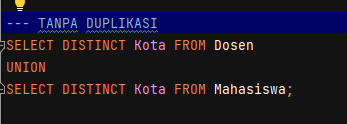 --- TANPA DUPLIKASI
SELECT DISTINCT Kota FROM Dosen
UNION
SELECT DISTINCT Kota FROM Mahasiswa;